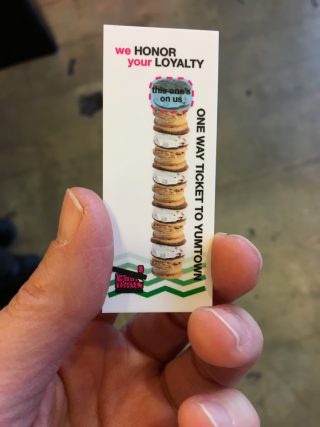 we HONOR
your LOYALTY
this one's
on us
ONE WAY TICKET TO YUMTOWN